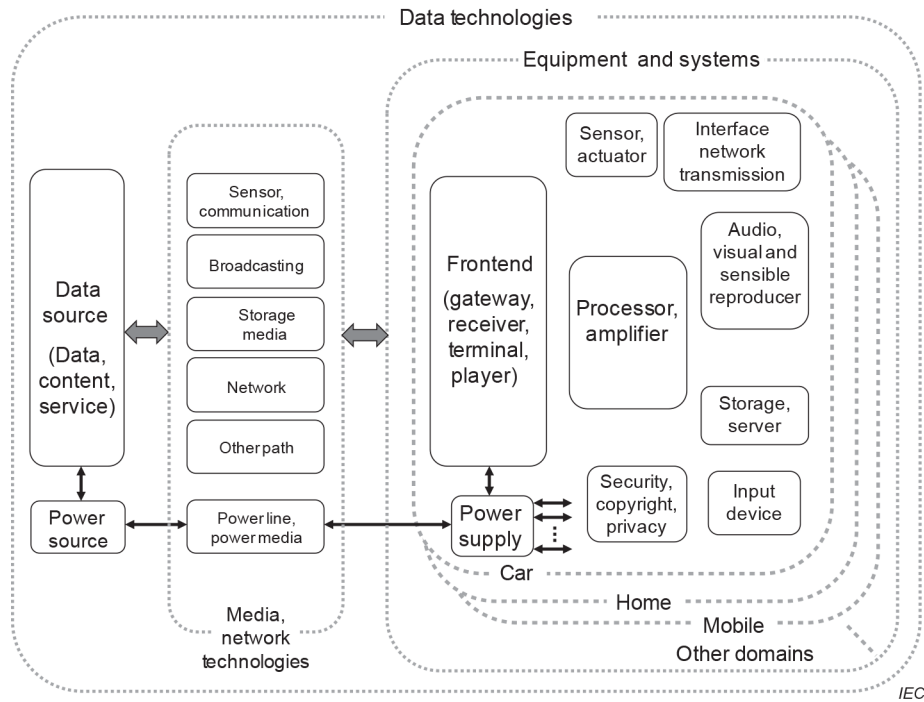 Data technologies
Equipment and systems
Data
source
(Data,
content,
service)
Power
source
Sensor,
communication
Broadcasting
Storage
media
Network
Other path
Power line,
power media
Media,
network
technologies
Frontend
(gateway,
receiver,
terminal,
player)
Power
supply
Sensor,
actuator
Interface
network
transmission
Processor,
amplifier
Audio,
visual and
sensible
reproducer
Storage,
server
Security,
copyright,
privacy
Input
device
Car
Home
Mobile
Other domains
IEC